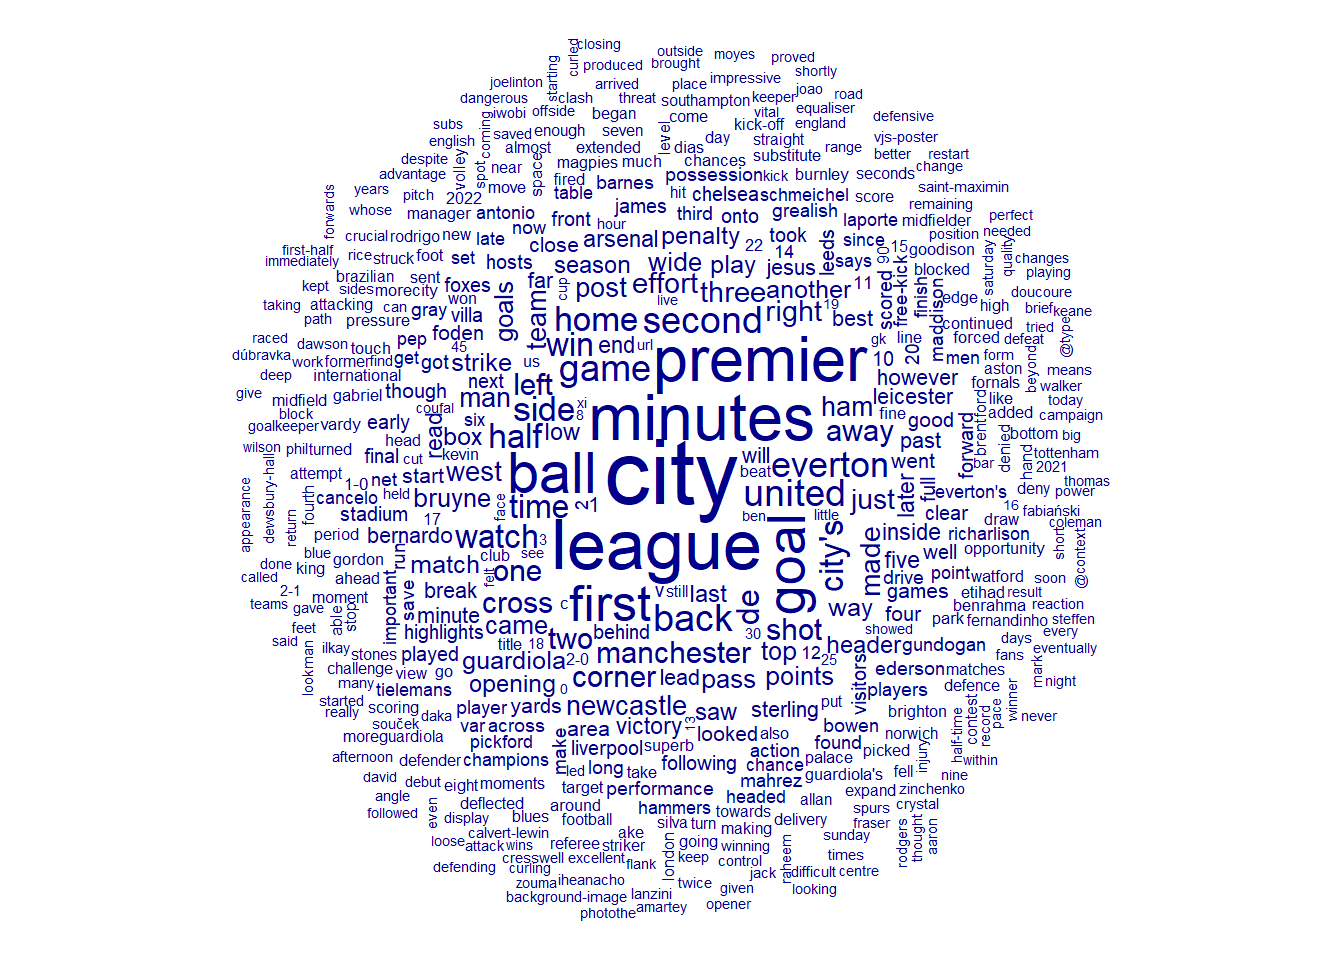 closing
curled
outside
moyes
proved
produced
brought
shortly
joelinton
starting
arrived
place
impressive
joao
road
dangerous
clash
threat
southampton
keeper
equaliser
iwobi
offside
began
come
vital
england
defensive
subs
coming
saved
enough
seven
level
day
kick-off
straight
vjs-poster
english
almost
extended
dias
substitute
range
better
restart
despite
volley
spot
near
space
magpies
much
chances
change
advantage
move
fired
barnes
possession
kick
burnley
seconds
saint-maximin
years
pitch
2022
table
hit
chelsea
schmeichel
score
remaining
forwards
whose
manager
antonio
front
james
third
onto
grealish
laporte
midfielder
perfect
crucial
rodrigo
new
late
now
hour
close
arsenal
penalty
22
took
since
90
15
goodison
position
needed
first-half
immediately
rice
struck
foot
set
hosts
season
wide
play
14
jesus
leeds
says
blocked
saturday
quality
changes
brazilian
sent
foxes
far
post
effort
three
another
11
scored
free-kick
finish
maddison
edge
high
playing
doucoure
kept
sides
morecity
won
goals
team
cup
live
right
19
best
continued
brief
keane
taking
attacking
can
gray
villa
home
second
gk
line
tried
@type
path
pressure
pep
foden
45
win
end
url
10
20
men
forced
defeat
raced
dawson
touch
get
got
strike
us
game
premier
form
beyond
means
dúbravka
work
former
find
next
left
however
aston
walker
deep
international
though
man
leicester
fornals
like
today
give
midfield
gabriel
coufal
side
xi
8
minutes
ham
fine
good
added
campaign
block
vardy
early
read
six
half
low
away
past
forward
brentford
denied
bottom
big
goalkeeper
head
box
will
went
bar
hand
tottenham
wilson
phil
turned
final
cut
kevin
ball
city
beat
everton
2021
dewsbury-hall
attempt
1-0
net
start
west
later
full
everton's
deny
power
thomas
appearance
return
fourth
cancelo
held
bruyne
face
time
2
1
united
just
16
fabiański
stadium
17
ben
little
clear
draw
short
coleman
period
bernardo
watch
3
league
goal
city's
made
inside
richarlison
blue
gordon
run
club
see
five
well
opportunity
done
king
ahead
match
felt
one
drive
point
watford
soon
@context
called
2-1
moment
important
save
break
cross
c
first
v
still
last
de
way
games
etihad
result
teams
gave
able
stop
minute
back
four
benrahma
reaction
feet
highlights
came
two
behind
30
shot
showed
park
fernandinho
steffen
said
ilkay
title
18
header
gundogan
days
every
lookman
stones
played
guardiola
2-0
manchester
top
12
25
fans
eventually
challenge
view
go
ederson
matches
mark
many
tielemans
opening
0
corner
lead
pass
points
visitors
players
defence
night
started
scoring
player
yards
newcastle
saw
sterling
put
brighton
contest
record
pace
winner
really
souček
daka
var
across
area
victory
13
bowen
norwich
never
moreguardiola
pickford
make
liverpool
superb
looked
also
found
picked
half-time
afternoon
defender
champions
led
long
take
following
action
chance
palace
injury
within
david
debut
eight
moments
target
performance
mahrez
guardiola's
fell
nine
angle
deflected
around
hammers
towards
headed
allan
expand
zinchenko
followed
even
display
blues
football
silva
turn
making
delivery
spurs
crystal
calvert-lewin
ake
going
winning
sunday
fraser
loose
attack
wins
referee
striker
london
keep
control
raheem
times
rodgers
thought
aaron
defending
cresswell
excellent
flank
jack
difficult
centre
curling
zouma
iheanacho
twice
given
looking
background-image
lanzini
photothe
amartey
opener